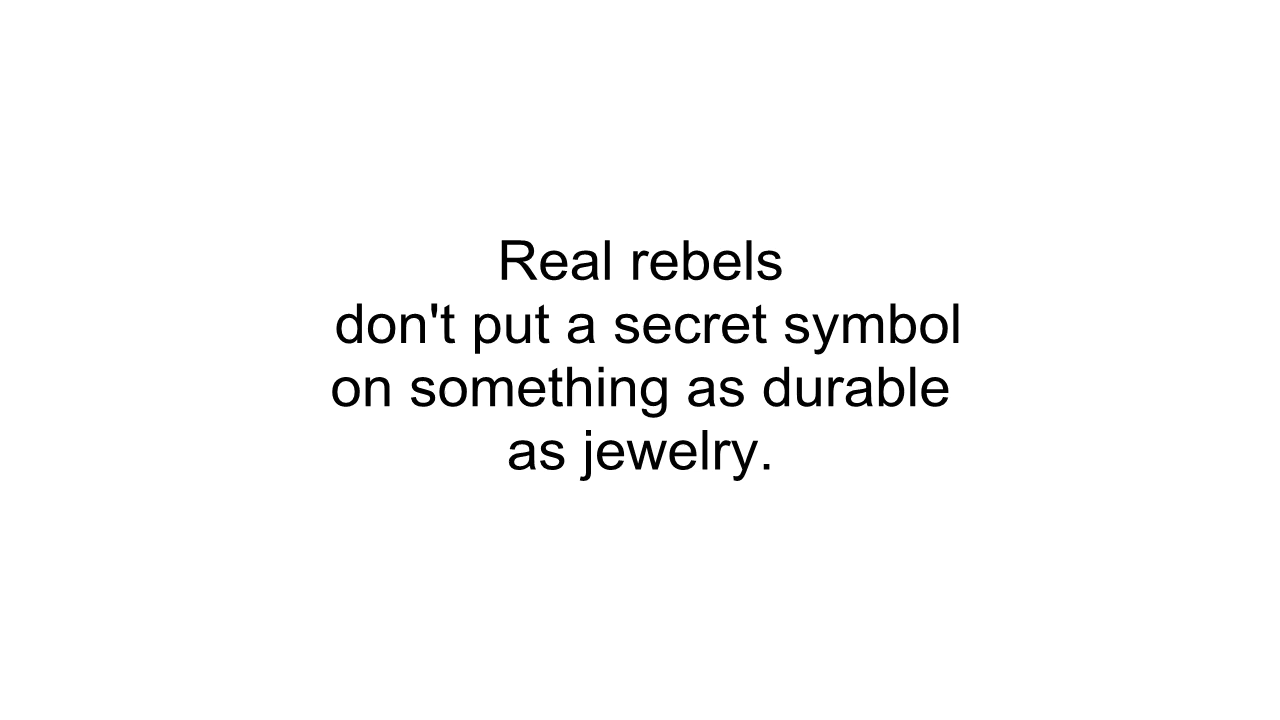 Real rebels
don't put a secret symbol
on something as durable
as jewelry.